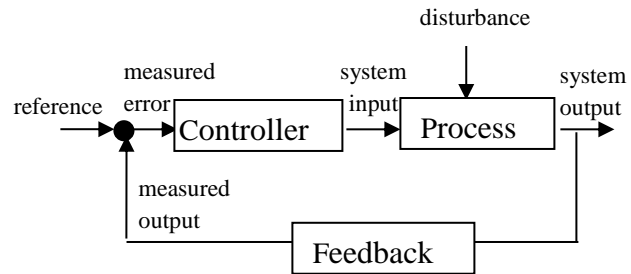 disturbance
measured
error
system
input
system
output
reference
Controller
Process
measured
output
Feedback